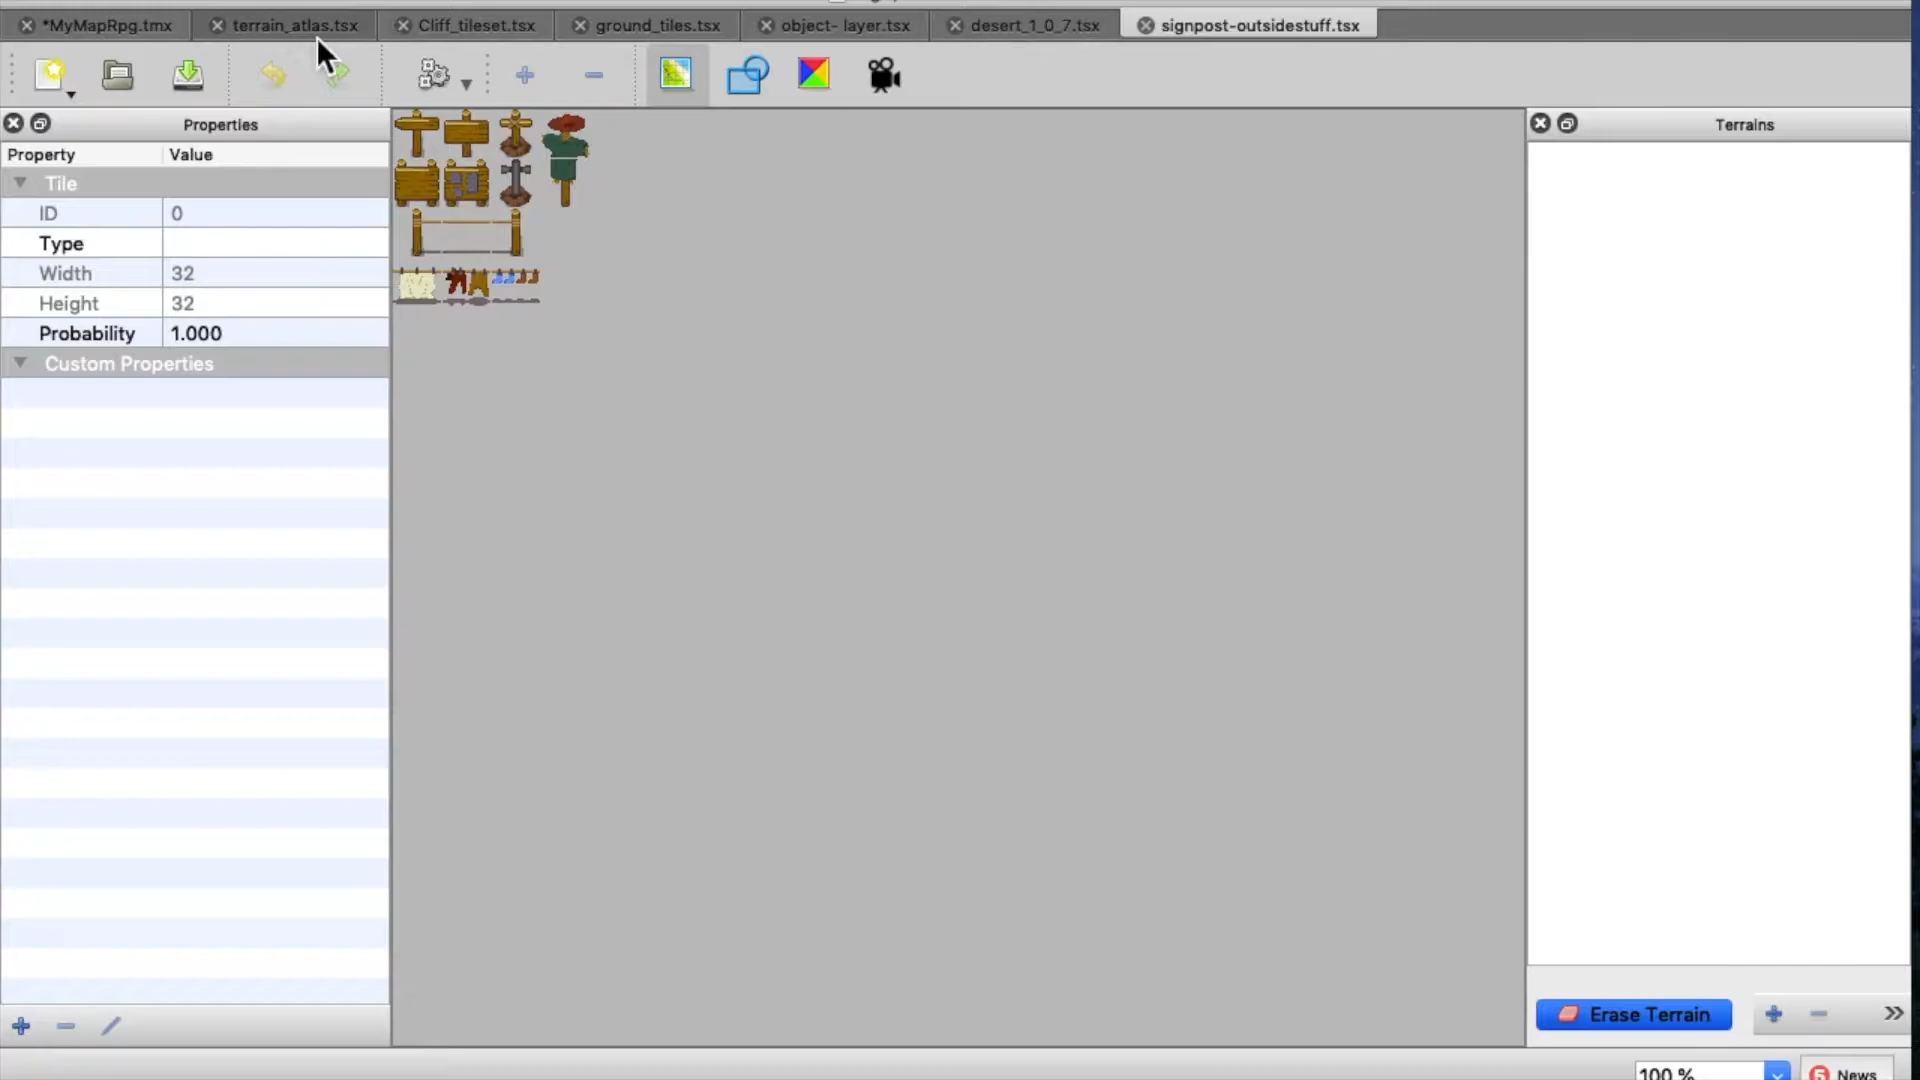 *MyMapRpg.tmx terrain_atlas.tsx Cliff_tileset.tsx ground_tiles.tsx object- layer.tsx desert_1_0_7.tsx signpost-outsidestuff.tsx
Properties
Terrains
Property Value
Tile
ID 0
Type
Width 32
Height 32
Probability 1.000
Custom Properties
Erase Terrain
100 %
News